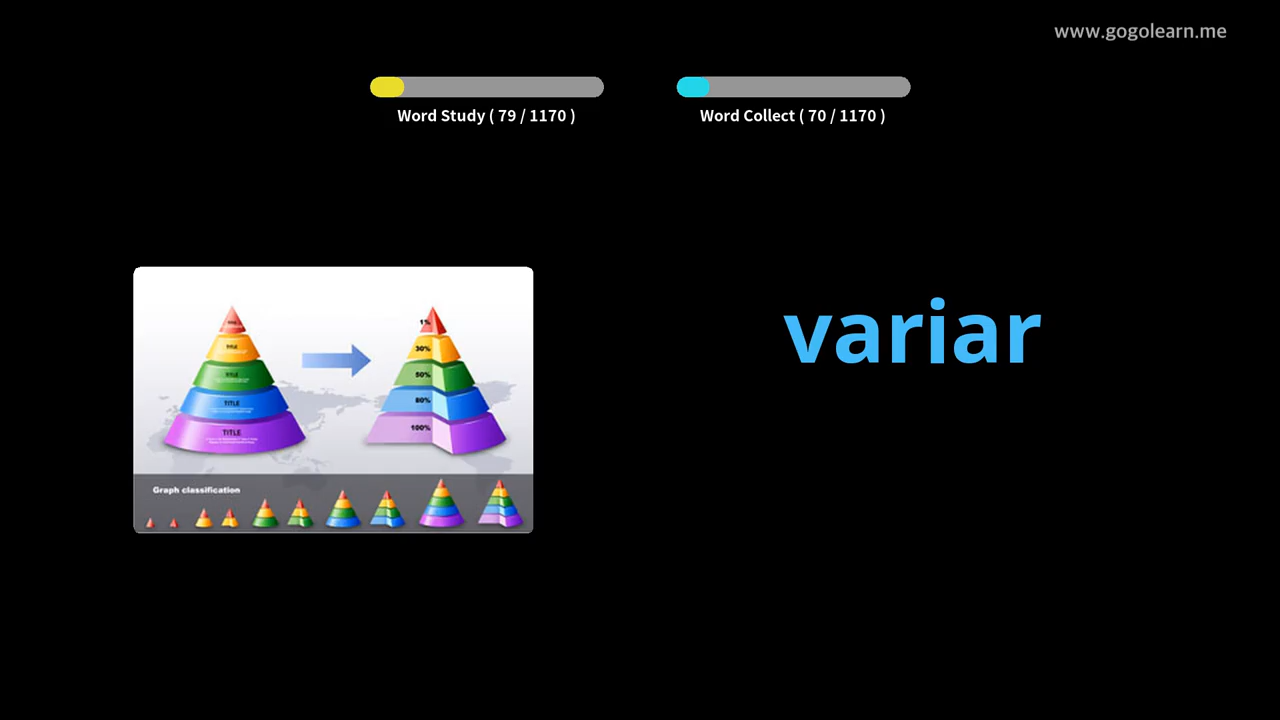 www.gogolearn.me
Word Study ( 79 / 1170 )
Word Collect ( 70 / 1170 )
variar
TITLE
TITLE
TITLE
TITLE
1%
30%
50%
80%
100%
Graph classification